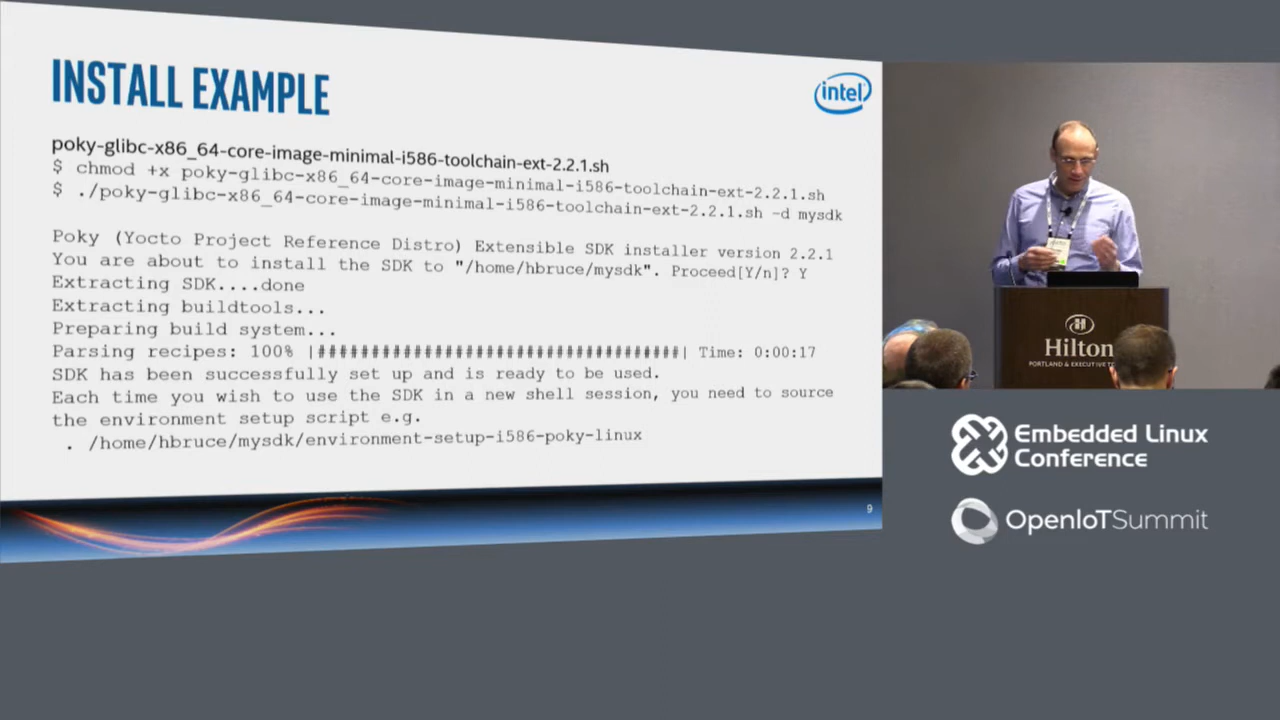 INSTALL EXAMPLE
intel
poky-glibc-x86_64-core-image-minimal-i586-toolchain-ext-2.2.1.sh
$ chmod +x poky-glibc-x86_64-core-image-minimal-i586-toolchain-ext-2.2.1.sh
$ ./poky-glibc-x86_64-core-image-minimal-i586-toolchain-ext-2.2.1.sh -d mysdk
Poky (Yocto Project Reference Distro) Extensible SDK installer version 2.2.1
You are about to install the SDK to "/home/hbruce/mysdk". Proceed[Y/n]? Y
Extracting SDK....done
Extracting buildtools...
Preparing build system...
Parsing recipes: 100% |##################################| Time: 0:00:17
SDK has been successfully set up and is ready to be used.
Each time you wish to use the SDK in a new shell session, you need to source
the environment setup script e.g.
. /home/hbruce/mysdk/environment-setup-i586-poky-linux
9
Hilton
PORTLAND & EXECUTIVE
Embedded Linux
Conference
OpenIoTSummit